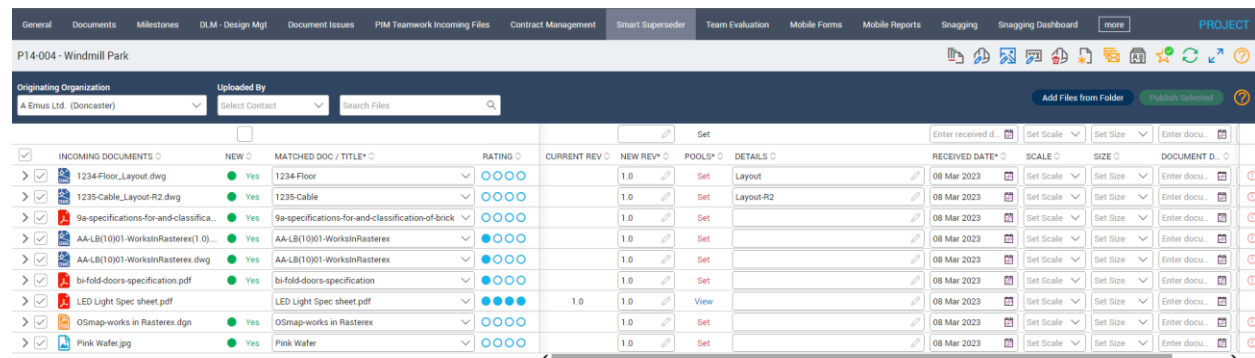 General Documents Milestones DLM - Design Mgt Document Issues PIM Teamwork Incoming Files Contract Management Smart Superseder Team Evaluation Mobile Forms Mobile Reports Snagging Snagging Dashboard more PROJECT
P14-004 - Windmill Park
Originating Organization Uploaded By
A Emus Ltd. (Doncaster) Select Contact Search Files Add Files from Folder Publish Selected
Set Enter received d... Set Scale Set Size Enter docu...
INCOMING DOCUMENTS NEW MATCHED DOC / TITLE* RATING CURRENT REV NEW REV* POOLS* DETAILS RECEIVED DATE* SCALE SIZE DOCUMENT D...
1234-Floor_Layout.dwg Yes 1234-Floor 1.0 Set Layout 08 Mar 2023 Set Scale Set Size Enter docu...
1235-Cable_Layout-R2.dwg Yes 1235-Cable 1.0 Set Layout-R2 08 Mar 2023 Set Scale Set Size Enter docu...
9a-specifications-for-and-classifica... Yes 9a-specifications-for-and-classification-of-brick 1.0 Set 08 Mar 2023 Set Scale Set Size Enter docu...
AA-LB(10)01-WorksInRasterex(1.0).... Yes AA-LB(10)01-WorksInRasterex 1.0 Set 08 Mar 2023 Set Scale Set Size Enter docu...
AA-LB(10)01-WorksInRasterex.dwg Yes AA-LB(10)01-WorksInRasterex 1.0 Set 08 Mar 2023 Set Scale Set Size Enter docu...
bi-fold-doors-specification.pdf Yes bi-fold-doors-specification 1.0 Set 08 Mar 2023 Set Scale Set Size Enter docu...
LED Light Spec sheet.pdf Yes LED Light Spec sheet.pdf 1.0 1.0 View 08 Mar 2023 Set Scale Set Size Enter docu...
OSmap-works in Rasterex.dgn Yes OSmap-works in Rasterex 1.0 Set 08 Mar 2023 Set Scale Set Size Enter docu...
Pink Wafer.jpg Yes Pink Wafer 1.0 Set 08 Mar 2023 Set Scale Set Size Enter docu...